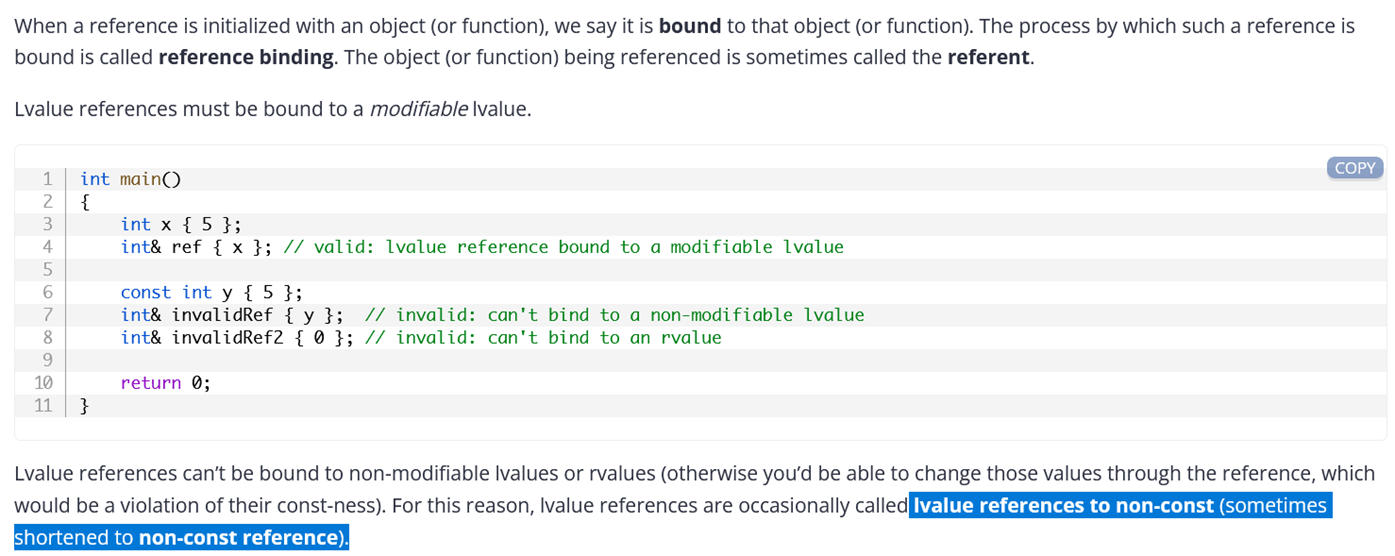 When a reference is initialized with an object (or function), we say it is bound to that object (or function). The process by which such a reference is
bound is called reference binding. The object (or function) being referenced is sometimes called the referent.
Lvalue references must be bound to a modifiable lvalue.
COPY
1 int main()
2 {
3     int x { 5 };
4     int& ref { x }; // valid: lvalue reference bound to a modifiable lvalue
5
6     const int y { 5 };
7     int& invalidRef { y };  // invalid: can't bind to a non-modifiable lvalue
8     int& invalidRef2 { 0 }; // invalid: can't bind to an rvalue
9
10     return 0;
11 }
Lvalue references can’t be bound to non-modifiable lvalues or rvalues (otherwise you’d be able to change those values through the reference, which
would be a violation of their const-ness). For this reason, lvalue references are occasionally called lvalue references to non-const (sometimes
shortened to non-const reference).